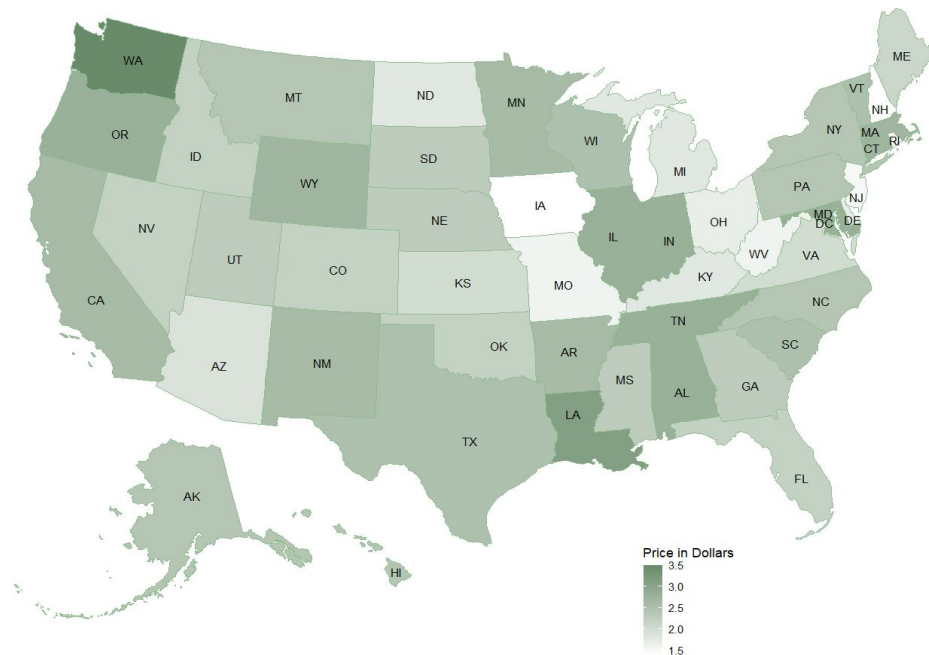 WA
MT
ND
MN
ME
VT
NH
OR
ID
WY
SD
WI
NY
MA
RI
CT
MI
PA
NJ
IA
NE
NV
UT
CO
IL
IN
OH
MD
DE
DC
WV
VA
KS
MO
KY
CA
AZ
NM
OK
AR
TN
NC
SC
MS
AL
GA
LA
TX
FL
AK
HI
Price in Dollars
3.5
3.0
2.5
2.0
1.5